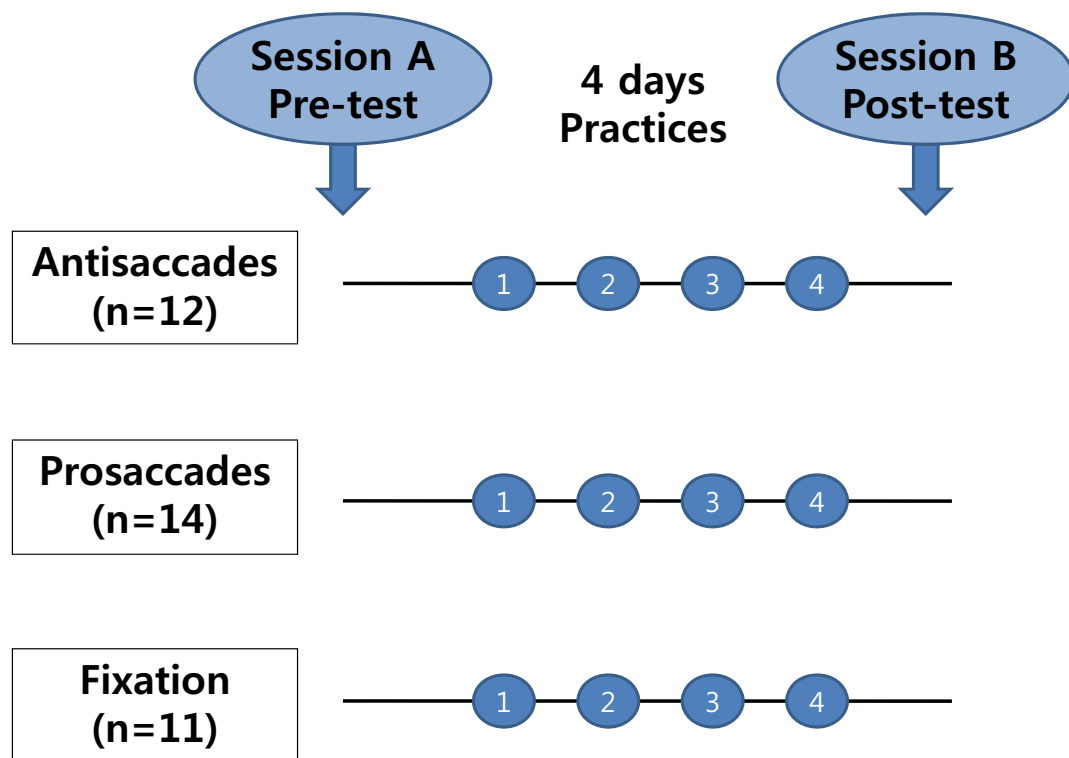 Session A
Pre-test
4 days
Practices
Session B
Post-test
Antisaccades
(n=12)
1 2 3 4
Prosaccades
(n=14)
1 2 3 4
Fixation
(n=11)
1 2 3 4